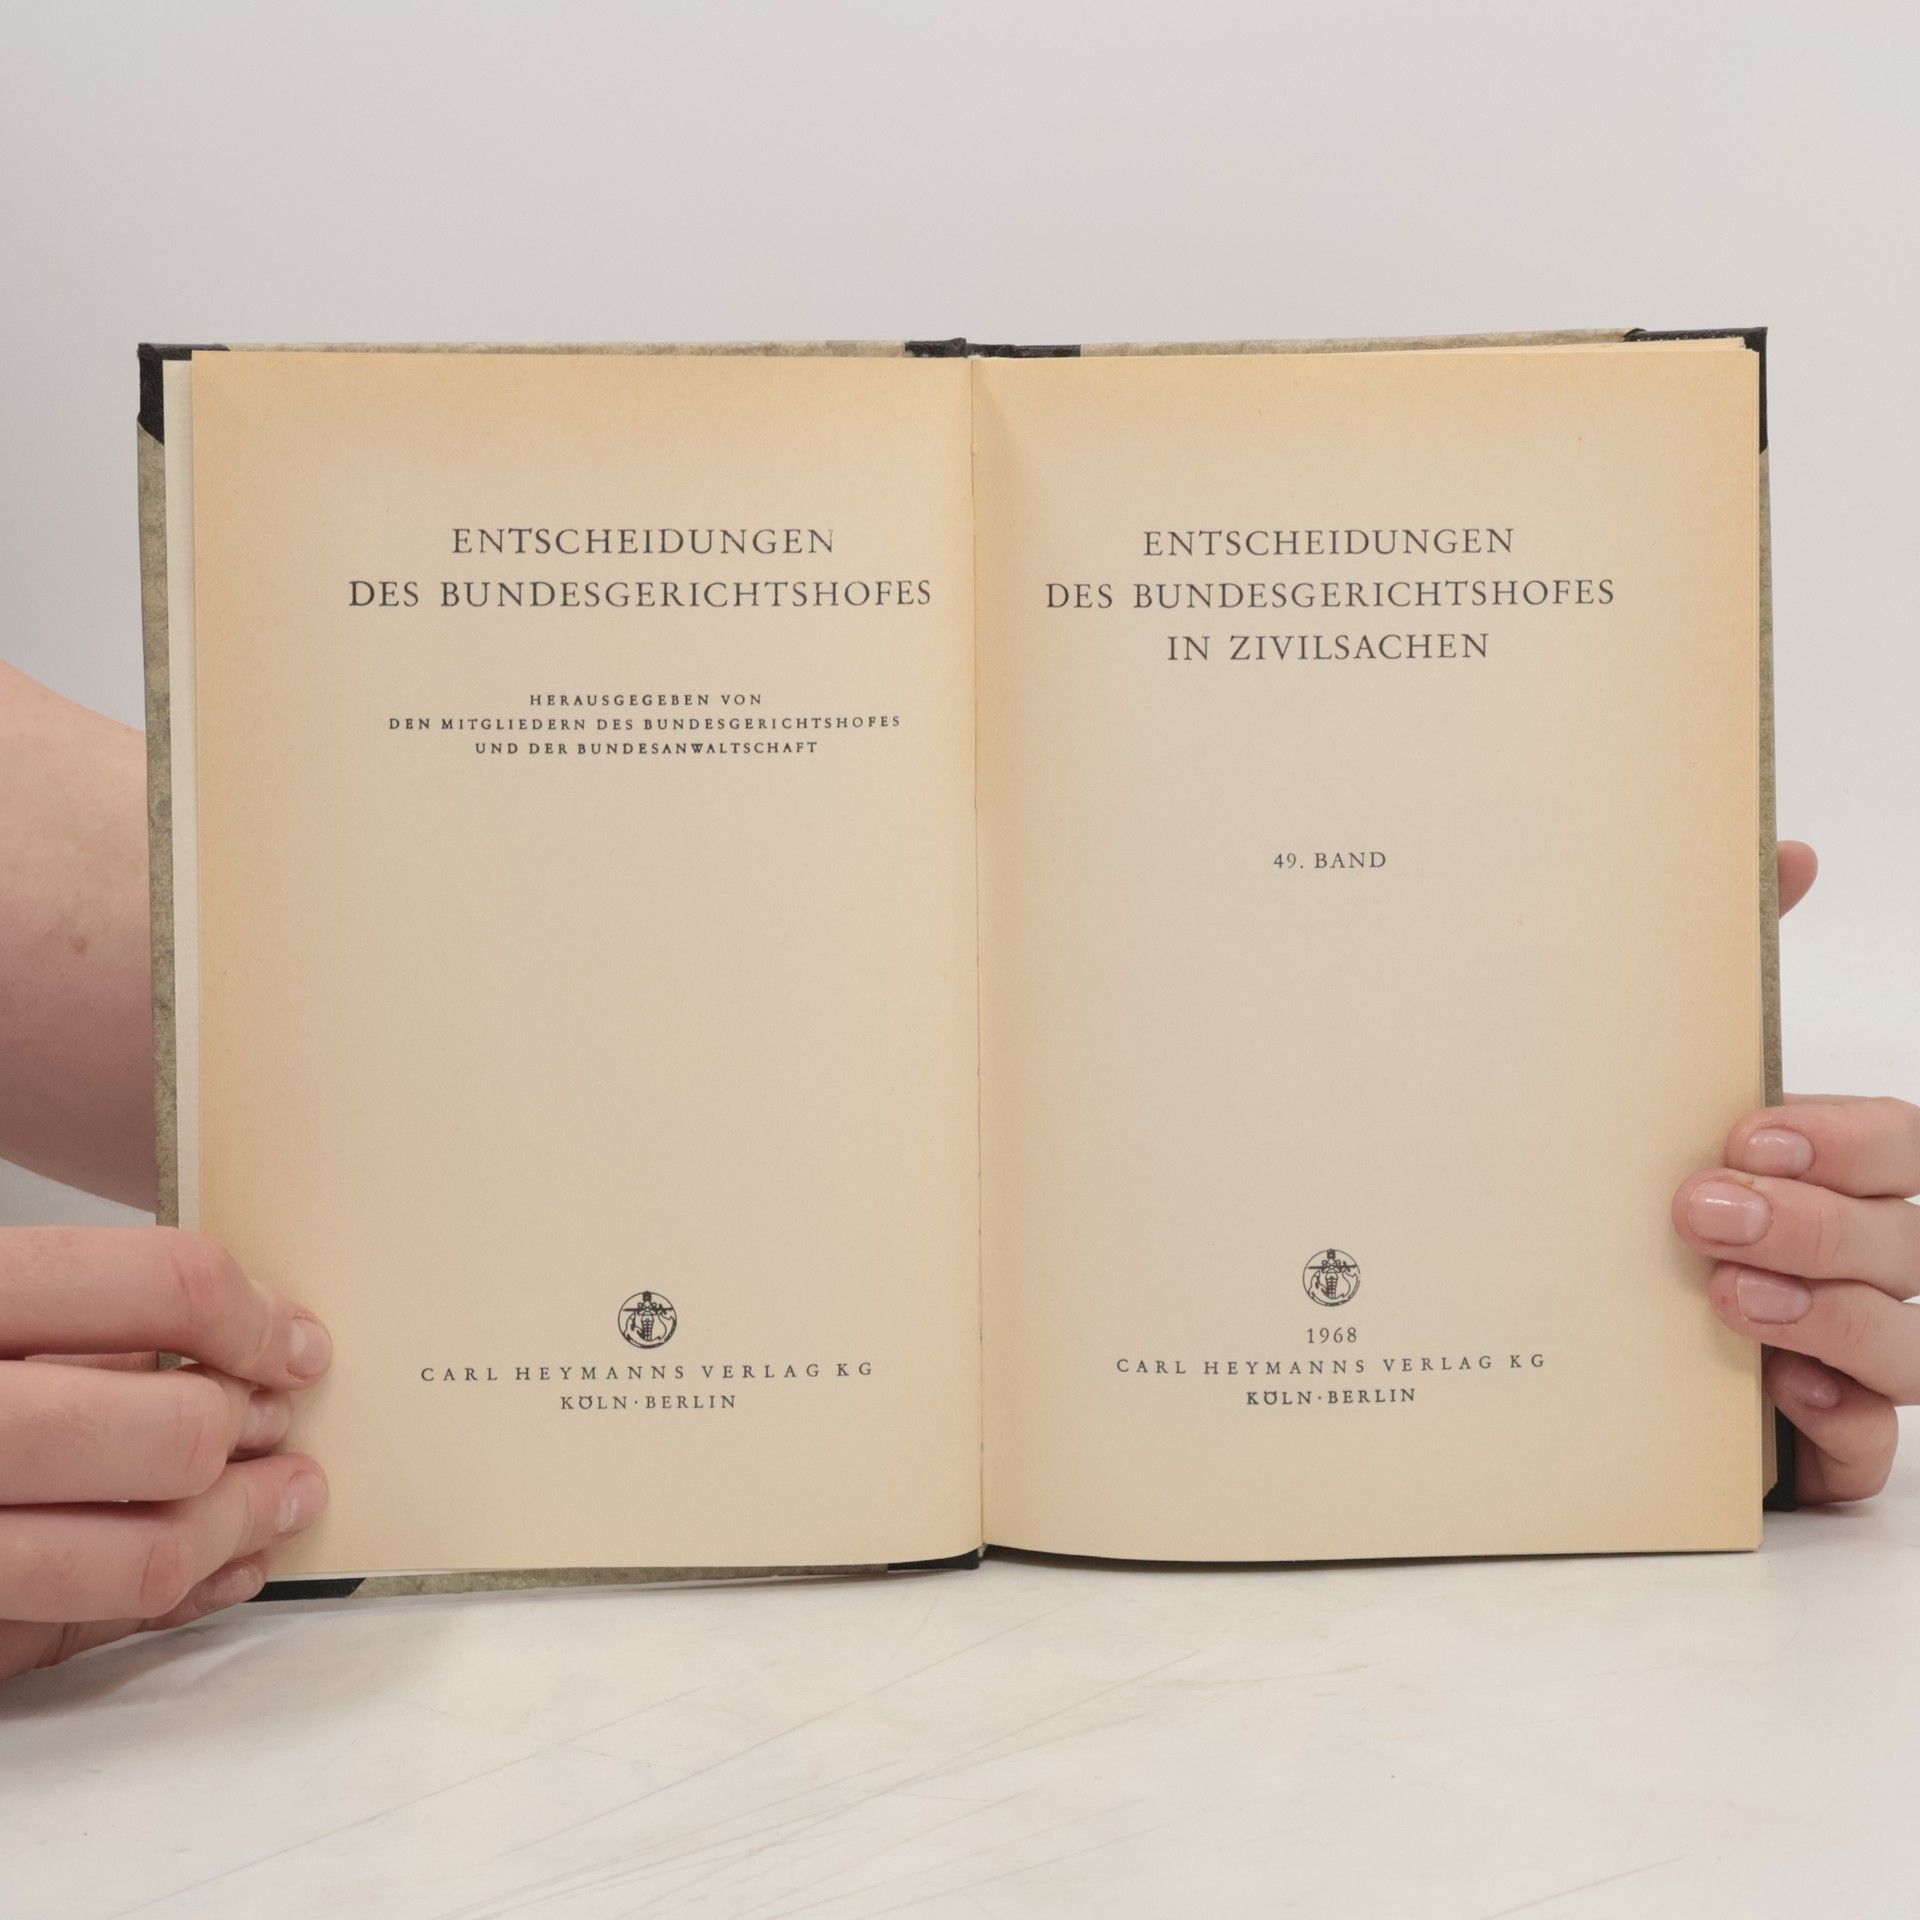 ENTSCHEIDUNGEN
DES BUNDESGERICHTSHOFES
HERAUSGEGEBEN VON
DEN MITGLIEDERN DES BUNDESGERICHTSHOFES
UND DER BUNDESANWALTSCHAFT
CARL HEYMANNS VERLAG KG
KÖLN·BERLIN
ENTSCHEIDUNGEN
DES BUNDESGERICHTSHOFES
IN ZIVILSACHEN
49. BAND
1968
CARL HEYMANNS VERLAG KG
KÖLN·BERLIN